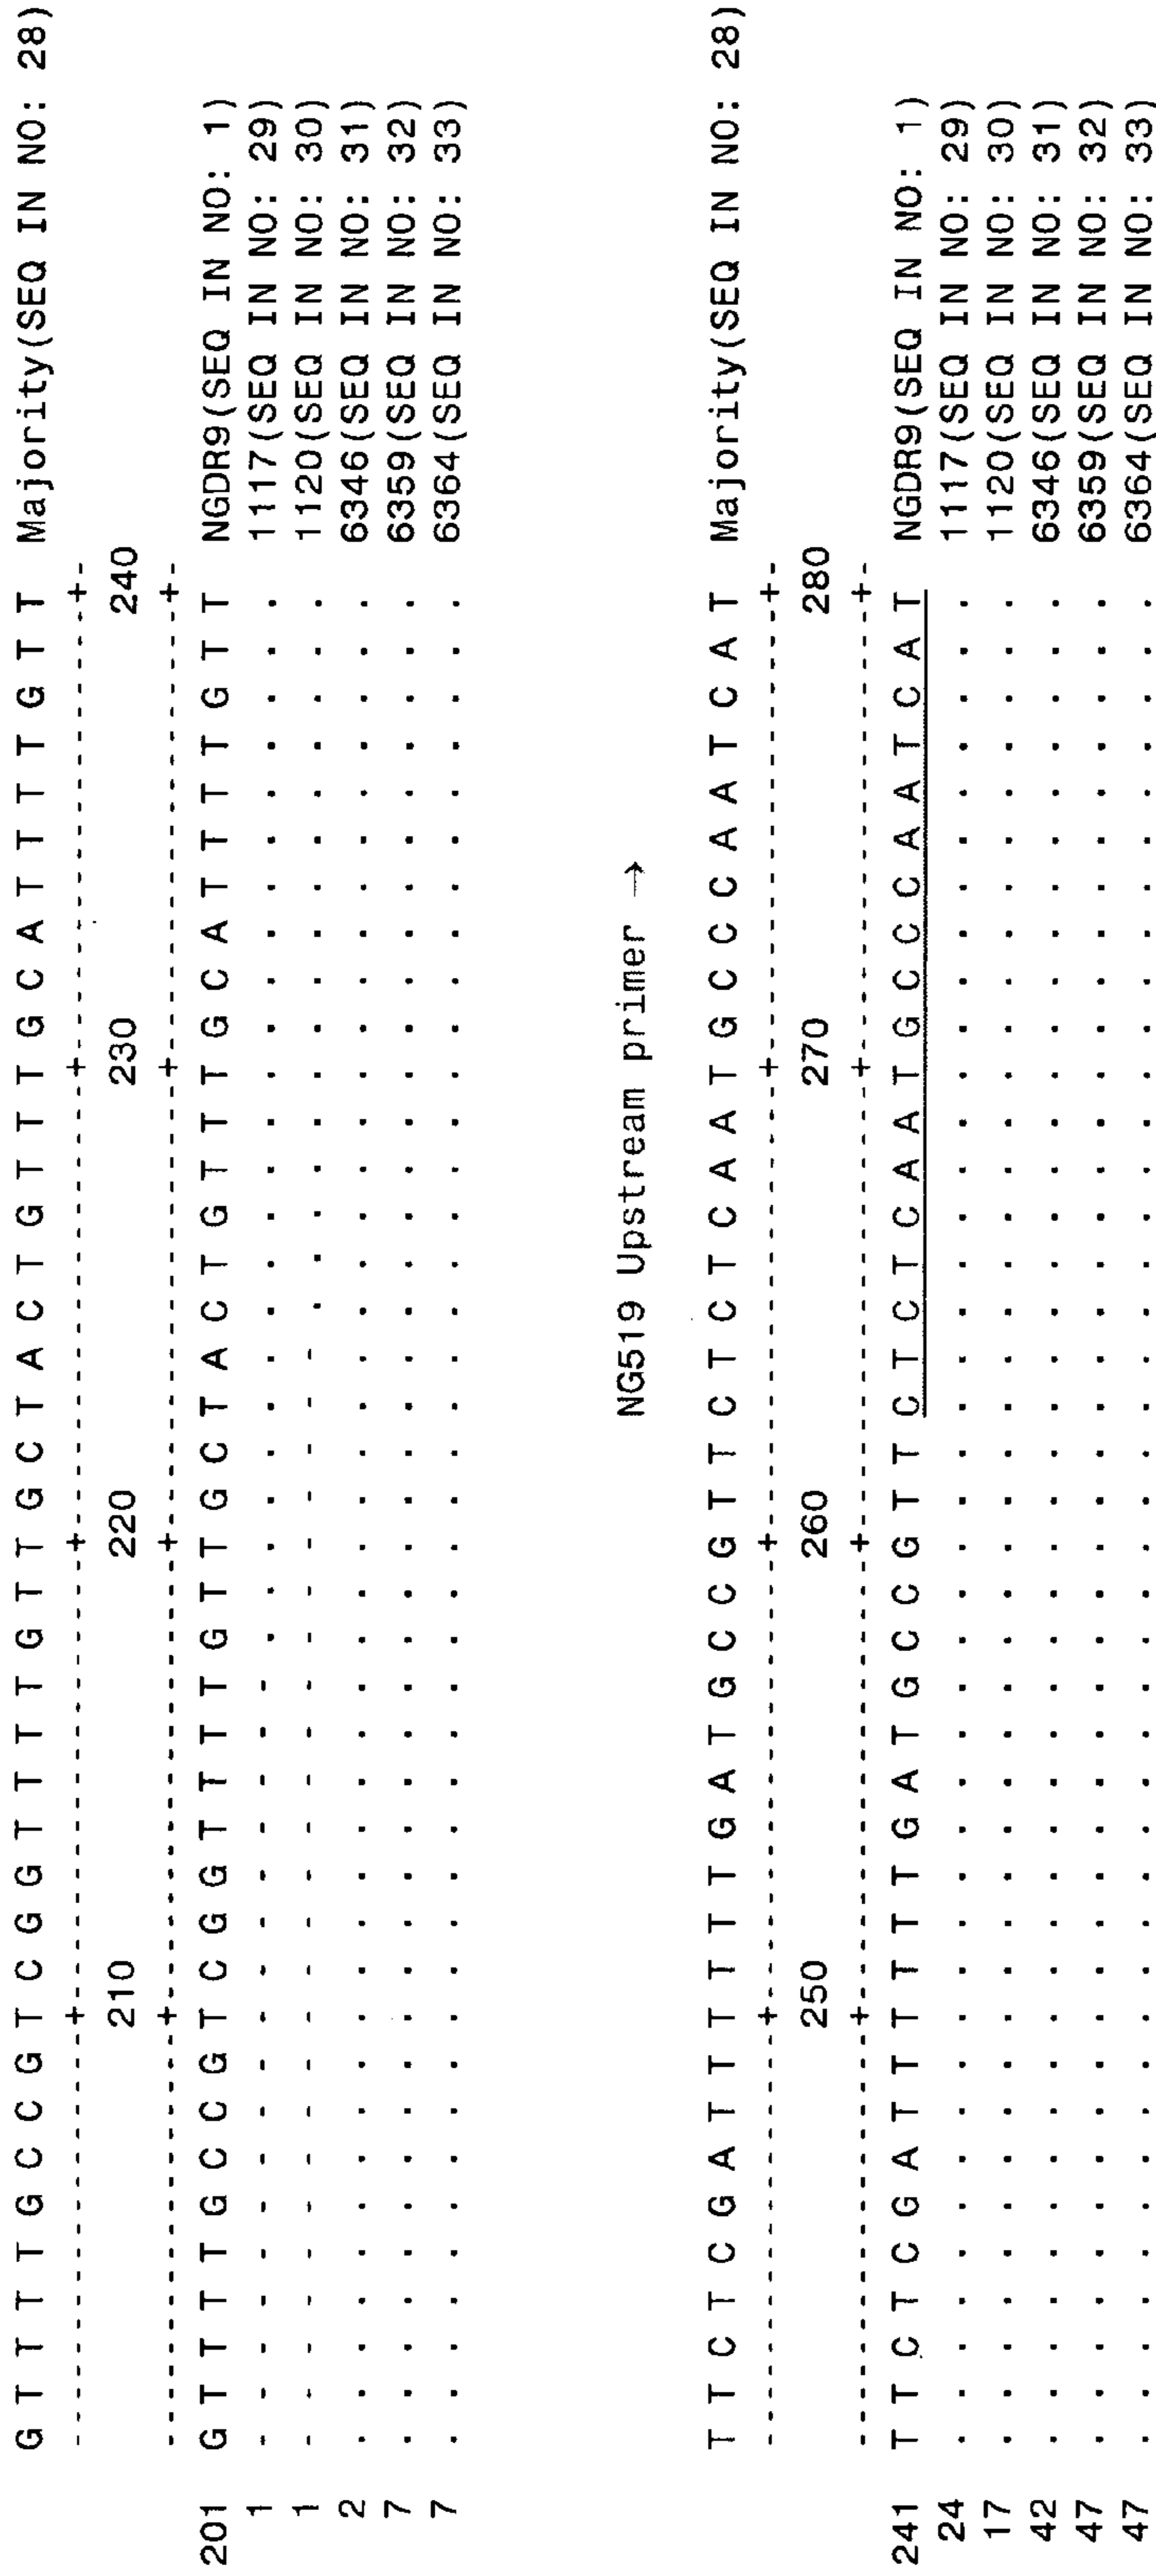 G T T T T G C C G T C G G T T T T G T T G C T A C T G T T T G C A T T T T G T T Majority(SEQ IN NO: 28)
---------+---------+---------+---------+-
210 220 230 240
---------+---------+---------+---------+-
201 G T T T T G C C G T C G G T T T T G T T G C T A C T G T T T G C A T T T T G T T NGDR9(SEQ IN NO: 1)
1 - - - - - - - - - - - - - - - - - . . . . . . . . . . . . . . . . . . . . . . . 1117(SEQ IN NO: 29)
1 - - - - - - - - - - - - - - - - - - - - - - - - . . . . . . . . . . . . . . . . 1120(SEQ IN NO: 30)
2 . . . . . . . . . . . . . . . . . . . . . . . . . . . . . . . . . . . . . . . . 6346(SEQ IN NO: 31)
7 . . . . . . . . . . . . . . . . . . . . . . . . . . . . . . . . . . . . . . . . 6359(SEQ IN NO: 32)
7 . . . . . . . . . . . . . . . . . . . . . . . . . . . . . . . . . . . . . . . . 6364(SEQ IN NO: 33)
NG519 Upstream primer →
T T C T C G A T T T T T T G A T G C C G T T C T C T C A A T G C C C A A T C A T Majority(SEQ IN NO: 28)
---------+---------+---------+---------+-
250 260 270 280
---------+---------+---------+---------+-
241 T T C T C G A T T T T T T G A T G C C G T T C T C T C A A T G C C C A A T C A T NGDR9(SEQ IN NO: 1)
24 . . . . . . . . . . . . . . . . . . . . . . . . . . . . . . . . . . . . . . . . 1117(SEQ IN NO: 29)
17 . . . . . . . . . . . . . . . . . . . . . . . . . . . . . . . . . . . . . . . . 1120(SEQ IN NO: 30)
42 . . . . . . . . . . . . . . . . . . . . . . . . . . . . . . . . . . . . . . . . 6346(SEQ IN NO: 31)
47 . . . . . . . . . . . . . . . . . . . . . . . . . . . . . . . . . . . . . . . . 6359(SEQ IN NO: 32)
47 . . . . . . . . . . . . . . . . . . . . . . . . . . . . . . . . . . . . . . . . 6364(SEQ IN NO: 33)